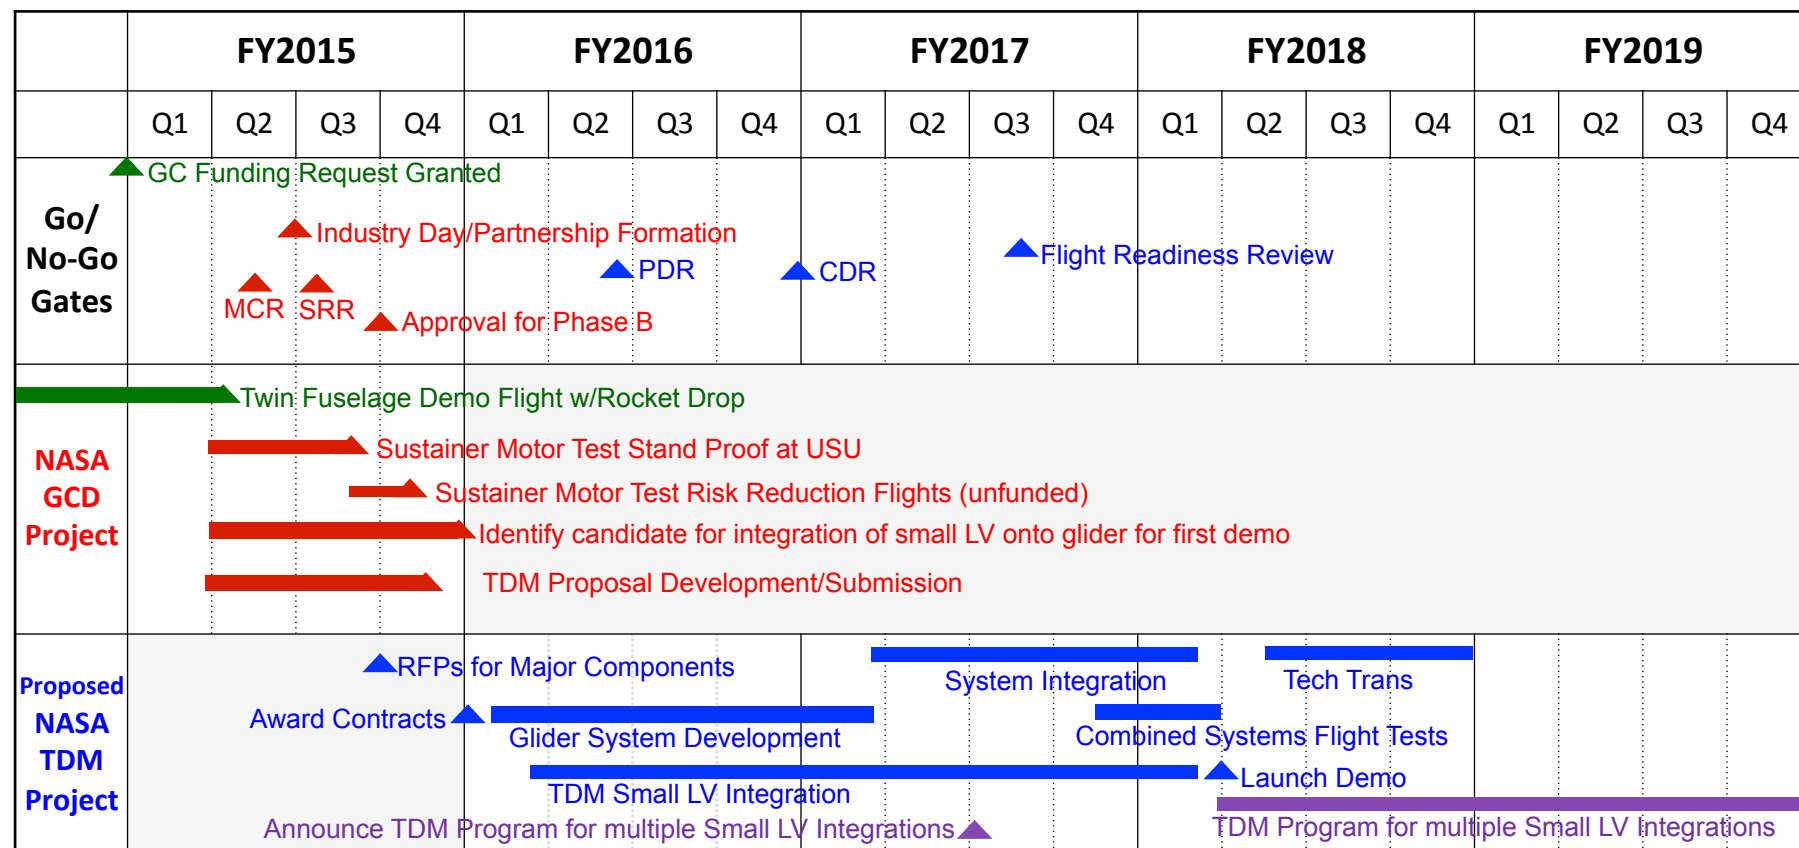 FY2015 FY2016 FY2017 FY2018 FY2019
Q1 Q2 Q3 Q4 Q1 Q2 Q3 Q4 Q1 Q2 Q3 Q4 Q1 Q2 Q3 Q4 Q1 Q2 Q3 Q4
Go/
No-Go
Gates
GC Funding Request Granted
Industry Day/Partnership Formation
PDR
CDR
Flight Readiness Review
MCR
SRR
Approval for Phase B
NASA
GCD
Project
Twin Fuselage Demo Flight w/Rocket Drop
Sustainer Motor Test Stand Proof at USU
Sustainer Motor Test Risk Reduction Flights (unfunded)
Identify candidate for integration of small LV onto glider for first demo
TDM Proposal Development/Submission
Proposed
NASA
TDM
Project
RFPs for Major Components
System Integration
Tech Trans
Award Contracts
Glider System Development
Combined Systems Flight Tests
TDM Small LV Integration
Launch Demo
Announce TDM Program for multiple Small LV Integrations
TDM Program for multiple Small LV Integrations